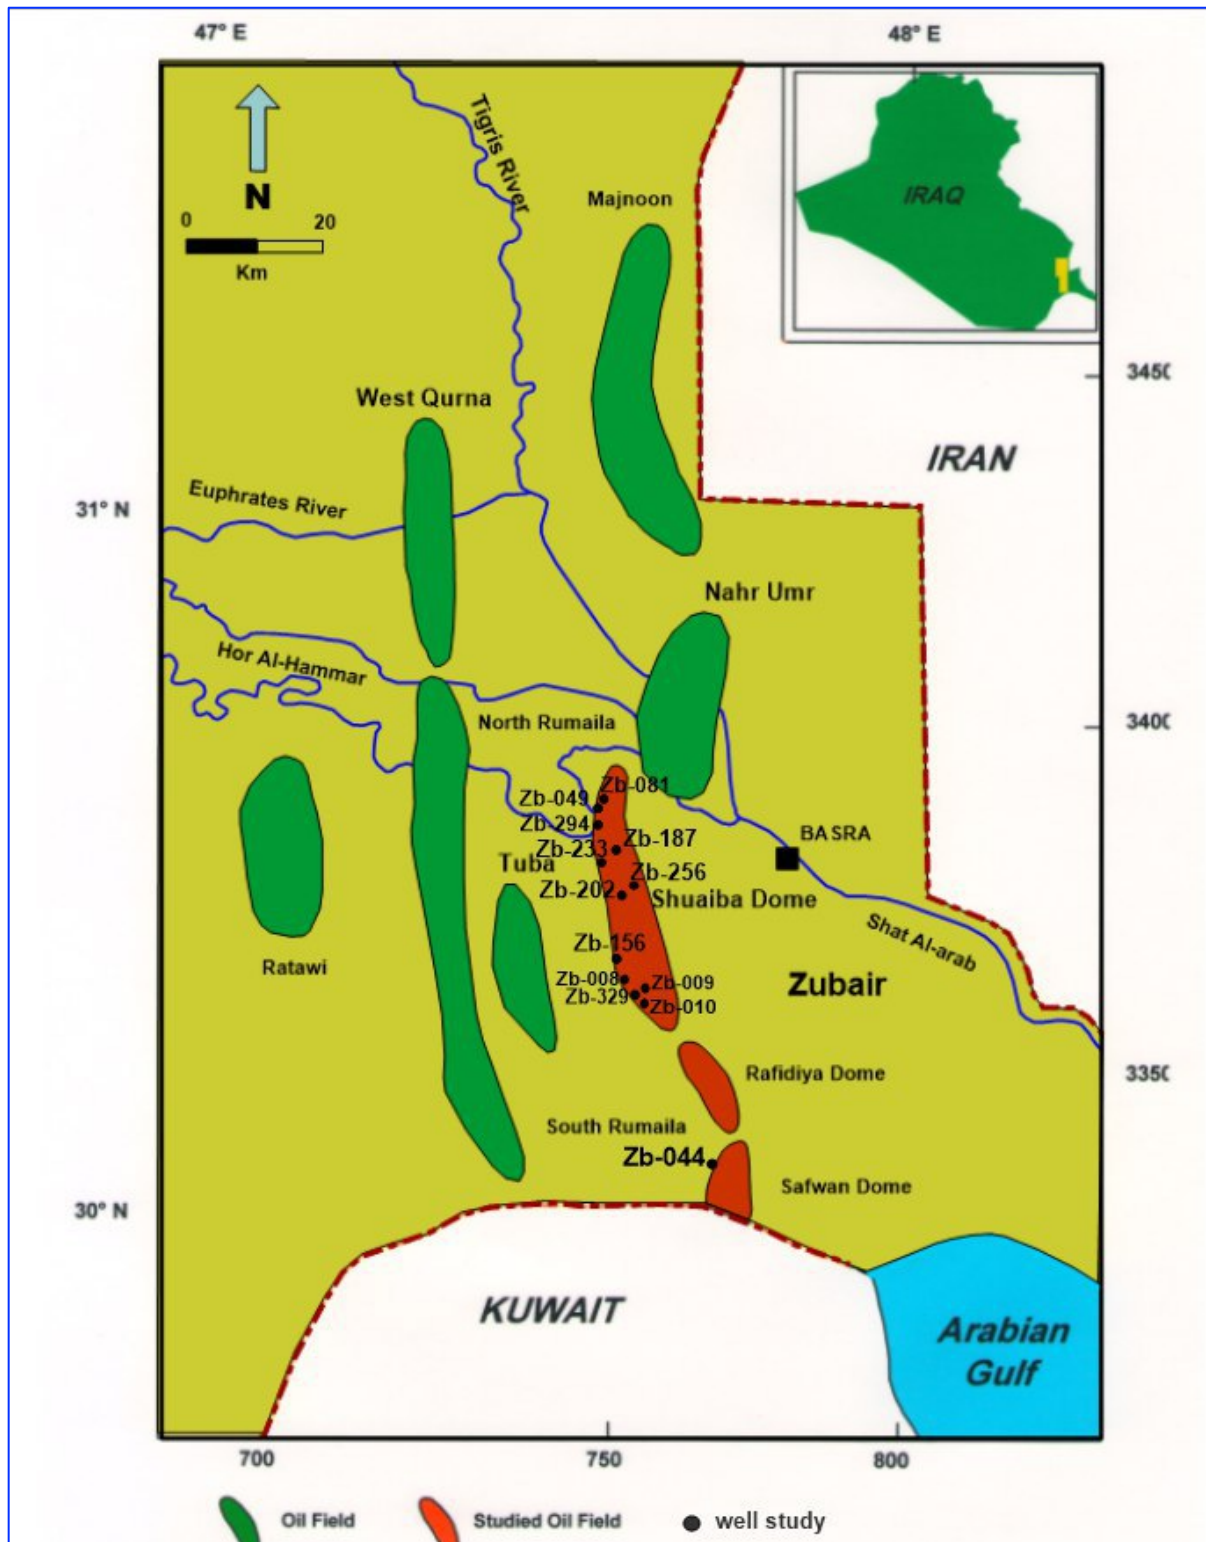 47° E
48° E
Tigris River
N
0 20
Km
Majnoon
IRAQ
3450
West Qurna
IRAN
Euphrates River
31° N
Nahr Umr
Hor Al-Hammar
North Rumaila
3400
Zb-081
Zb-049
Zb-294
BASRA
Zb-187
Zb-233
Tuba
Zb-256
Zb-202
Shuaiba Dome
Shat Al-arab
Zb-156
Ratawi
Zb-008
Zb-009
Zubair
Zb-329
Zb-010
Rafidiya Dome
3350
South Rumaila
Zb-044
Safwan Dome
30° N
KUWAIT
Arabian
Gulf
700
750
800
Oil Field
Studied Oil Field
well study